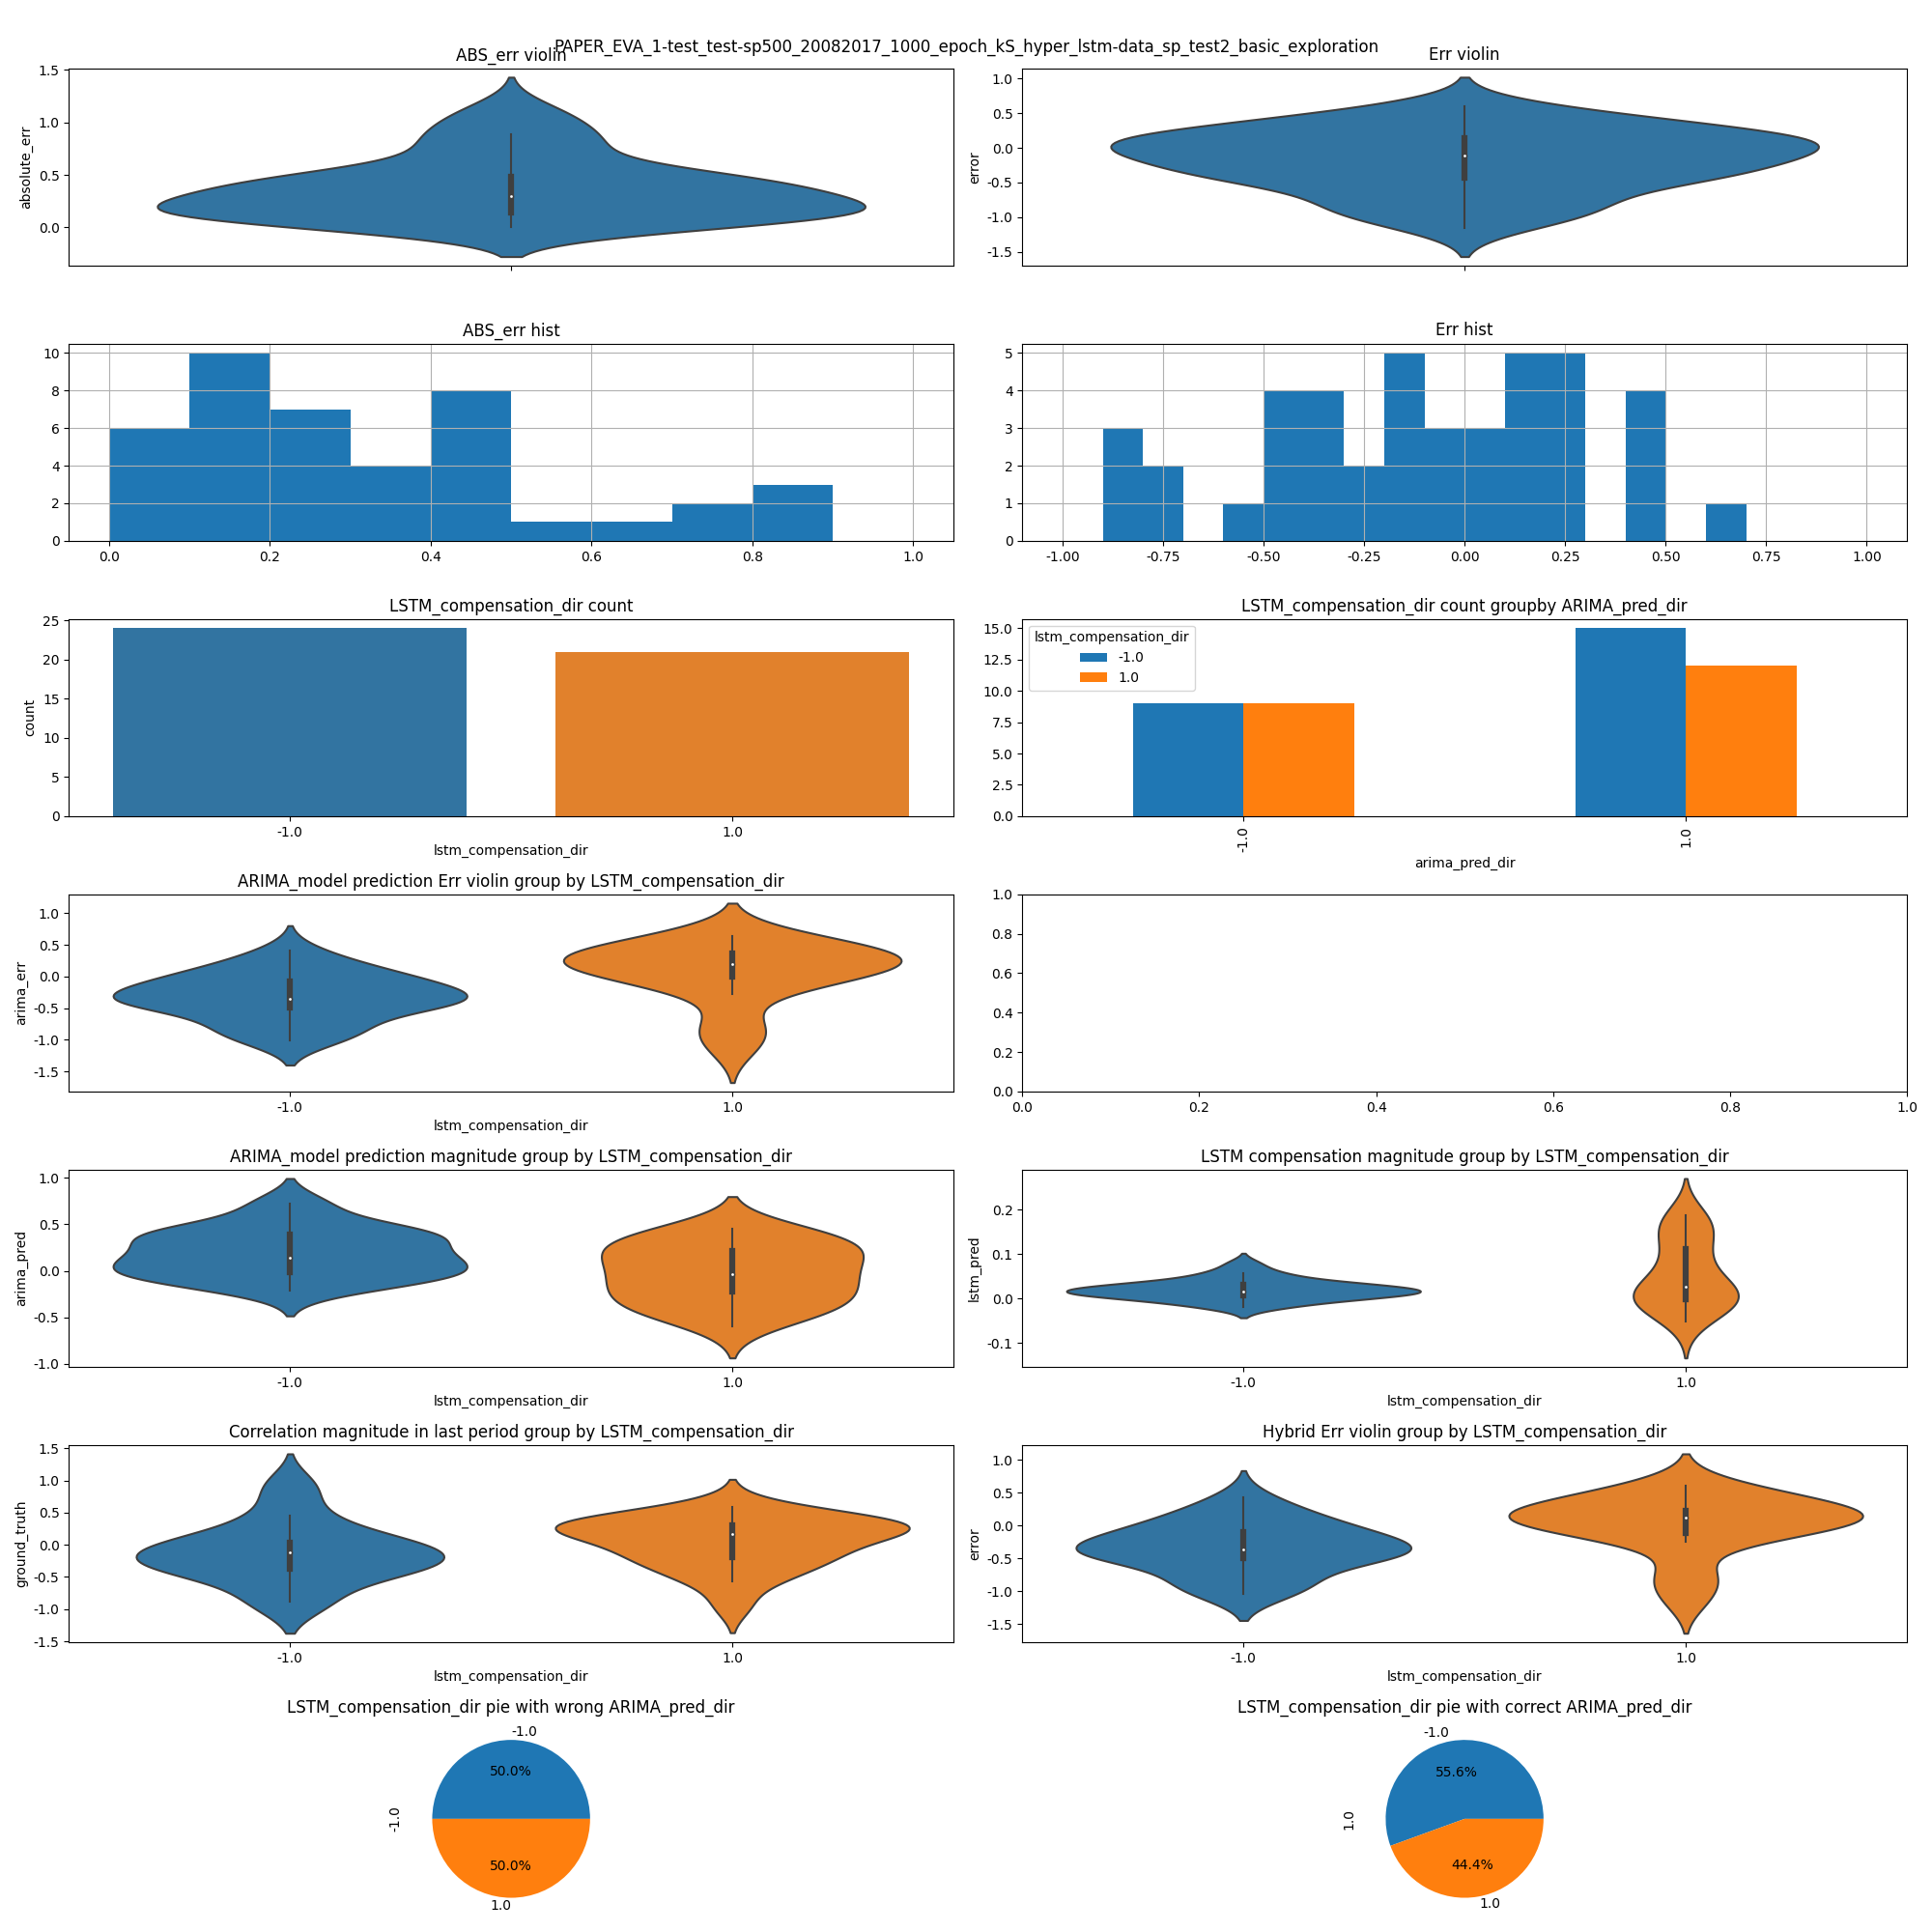 PAPER_EVA_1-test_test-sp500_20082017_1000_epoch_kS_hyper_lstm-data_sp_test2_basic_exploration
ABS_err violin
Err violin
absolute_err
1.5
1.0
0.5
0.0
error
1.0
0.5
0.0
-0.5
-1.0
-1.5
ABS_err hist
Err hist
10
8
6
4
2
0
0.0 0.2 0.4 0.6 0.8 1.0
5
4
3
2
1
0
-1.00 -0.75 -0.50 -0.25 0.00 0.25 0.50 0.75 1.00
LSTM_compensation_dir count
count
25
20
15
10
5
0
-1.0 1.0
lstm_compensation_dir
LSTM_compensation_dir count groupby ARIMA_pred_dir
lstm_compensation_dir
-1.0
1.0
15.0
12.5
10.0
7.5
5.0
2.5
0.0
-1.0 1.0
arima_pred_dir
ARIMA_model prediction Err violin group by LSTM_compensation_dir
arima_err
1.0
0.5
0.0
-0.5
-1.0
-1.5
-1.0 1.0
lstm_compensation_dir
1.0
0.8
0.6
0.4
0.2
0.0
0.0 0.2 0.4 0.6 0.8 1.0
ARIMA_model prediction magnitude group by LSTM_compensation_dir
arima_pred
1.0
0.5
0.0
-0.5
-1.0
-1.0 1.0
lstm_compensation_dir
LSTM compensation magnitude group by LSTM_compensation_dir
lstm_pred
0.2
0.1
0.0
-0.1
-1.0 1.0
lstm_compensation_dir
Correlation magnitude in last period group by LSTM_compensation_dir
ground_truth
1.5
1.0
0.5
0.0
-0.5
-1.0
-1.5
-1.0 1.0
lstm_compensation_dir
Hybrid Err violin group by LSTM_compensation_dir
error
1.0
0.5
0.0
-0.5
-1.0
-1.5
-1.0 1.0
lstm_compensation_dir
LSTM_compensation_dir pie with wrong ARIMA_pred_dir
-1.0
50.0%
-1.0
50.0%
1.0
LSTM_compensation_dir pie with correct ARIMA_pred_dir
-1.0
55.6%
1.0
44.4%
1.0